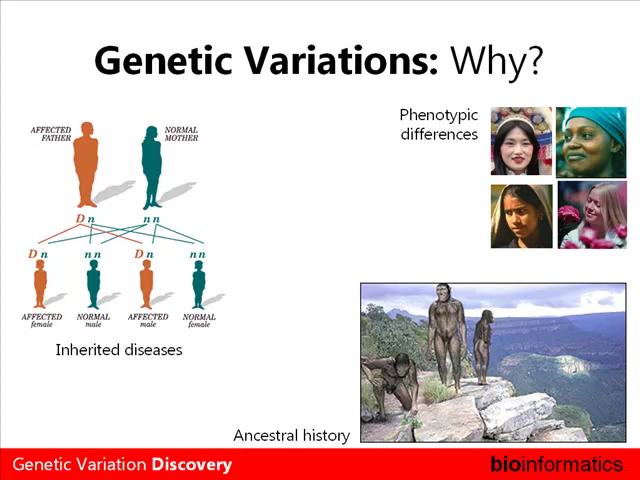 Genetic Variations: Why?
AFFECTED FATHER
NORMAL MOTHER
D n
n n
D n
n n
D n
n n
AFFECTED female
NORMAL male
AFFECTED male
NORMAL female
Inherited diseases
Phenotypic
differences
Ancestral history
Genetic Variation Discovery
bioinformatics.